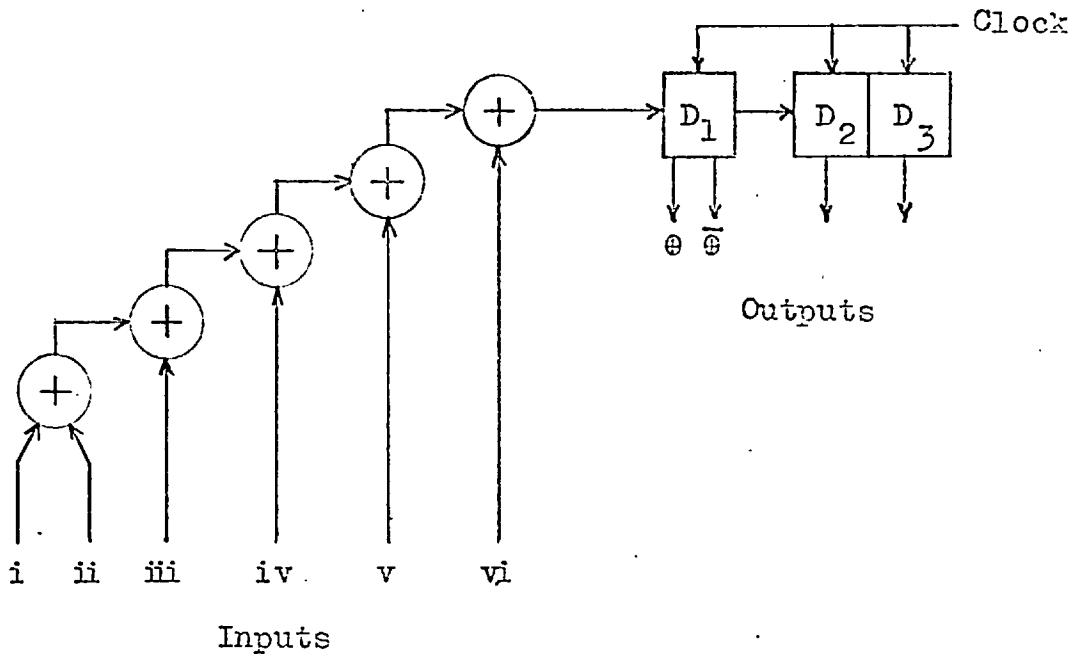 Clock
+ D₁ D₂ D₃
+
+
+
+
⊕ ⊕̅
Outputs
i ii iii iv v vi
Inputs